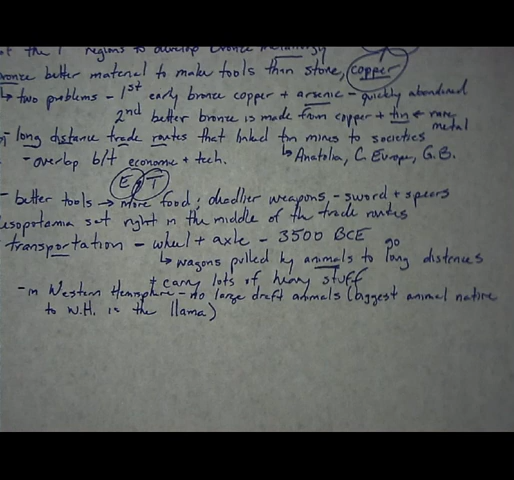 of the 1st regions to develop bronze metallurgy
bronze better material to make tools than stone, copper
↳ two problems - 1st early bronze copper + arsenic - quickly abandoned
2nd better bronze is made from copper + tin ← rare metal
- long distance trade routes that linked tin mines to societies
↳ Anatolia, C. Europe, G.B.
- overlap b/t economic + tech.
E T
- better tools → more food; deadlier weapons - sword + spears
Mesopotamia sat right in the middle of the trade routes
transportation - wheel + axle - 3500 BCE
↳ wagons pulled by animals to go long distences
+ carry lots of heavy stuff
- in Western Hemisphere - no large draft animals (biggest animal native
to W.H. is the llama)